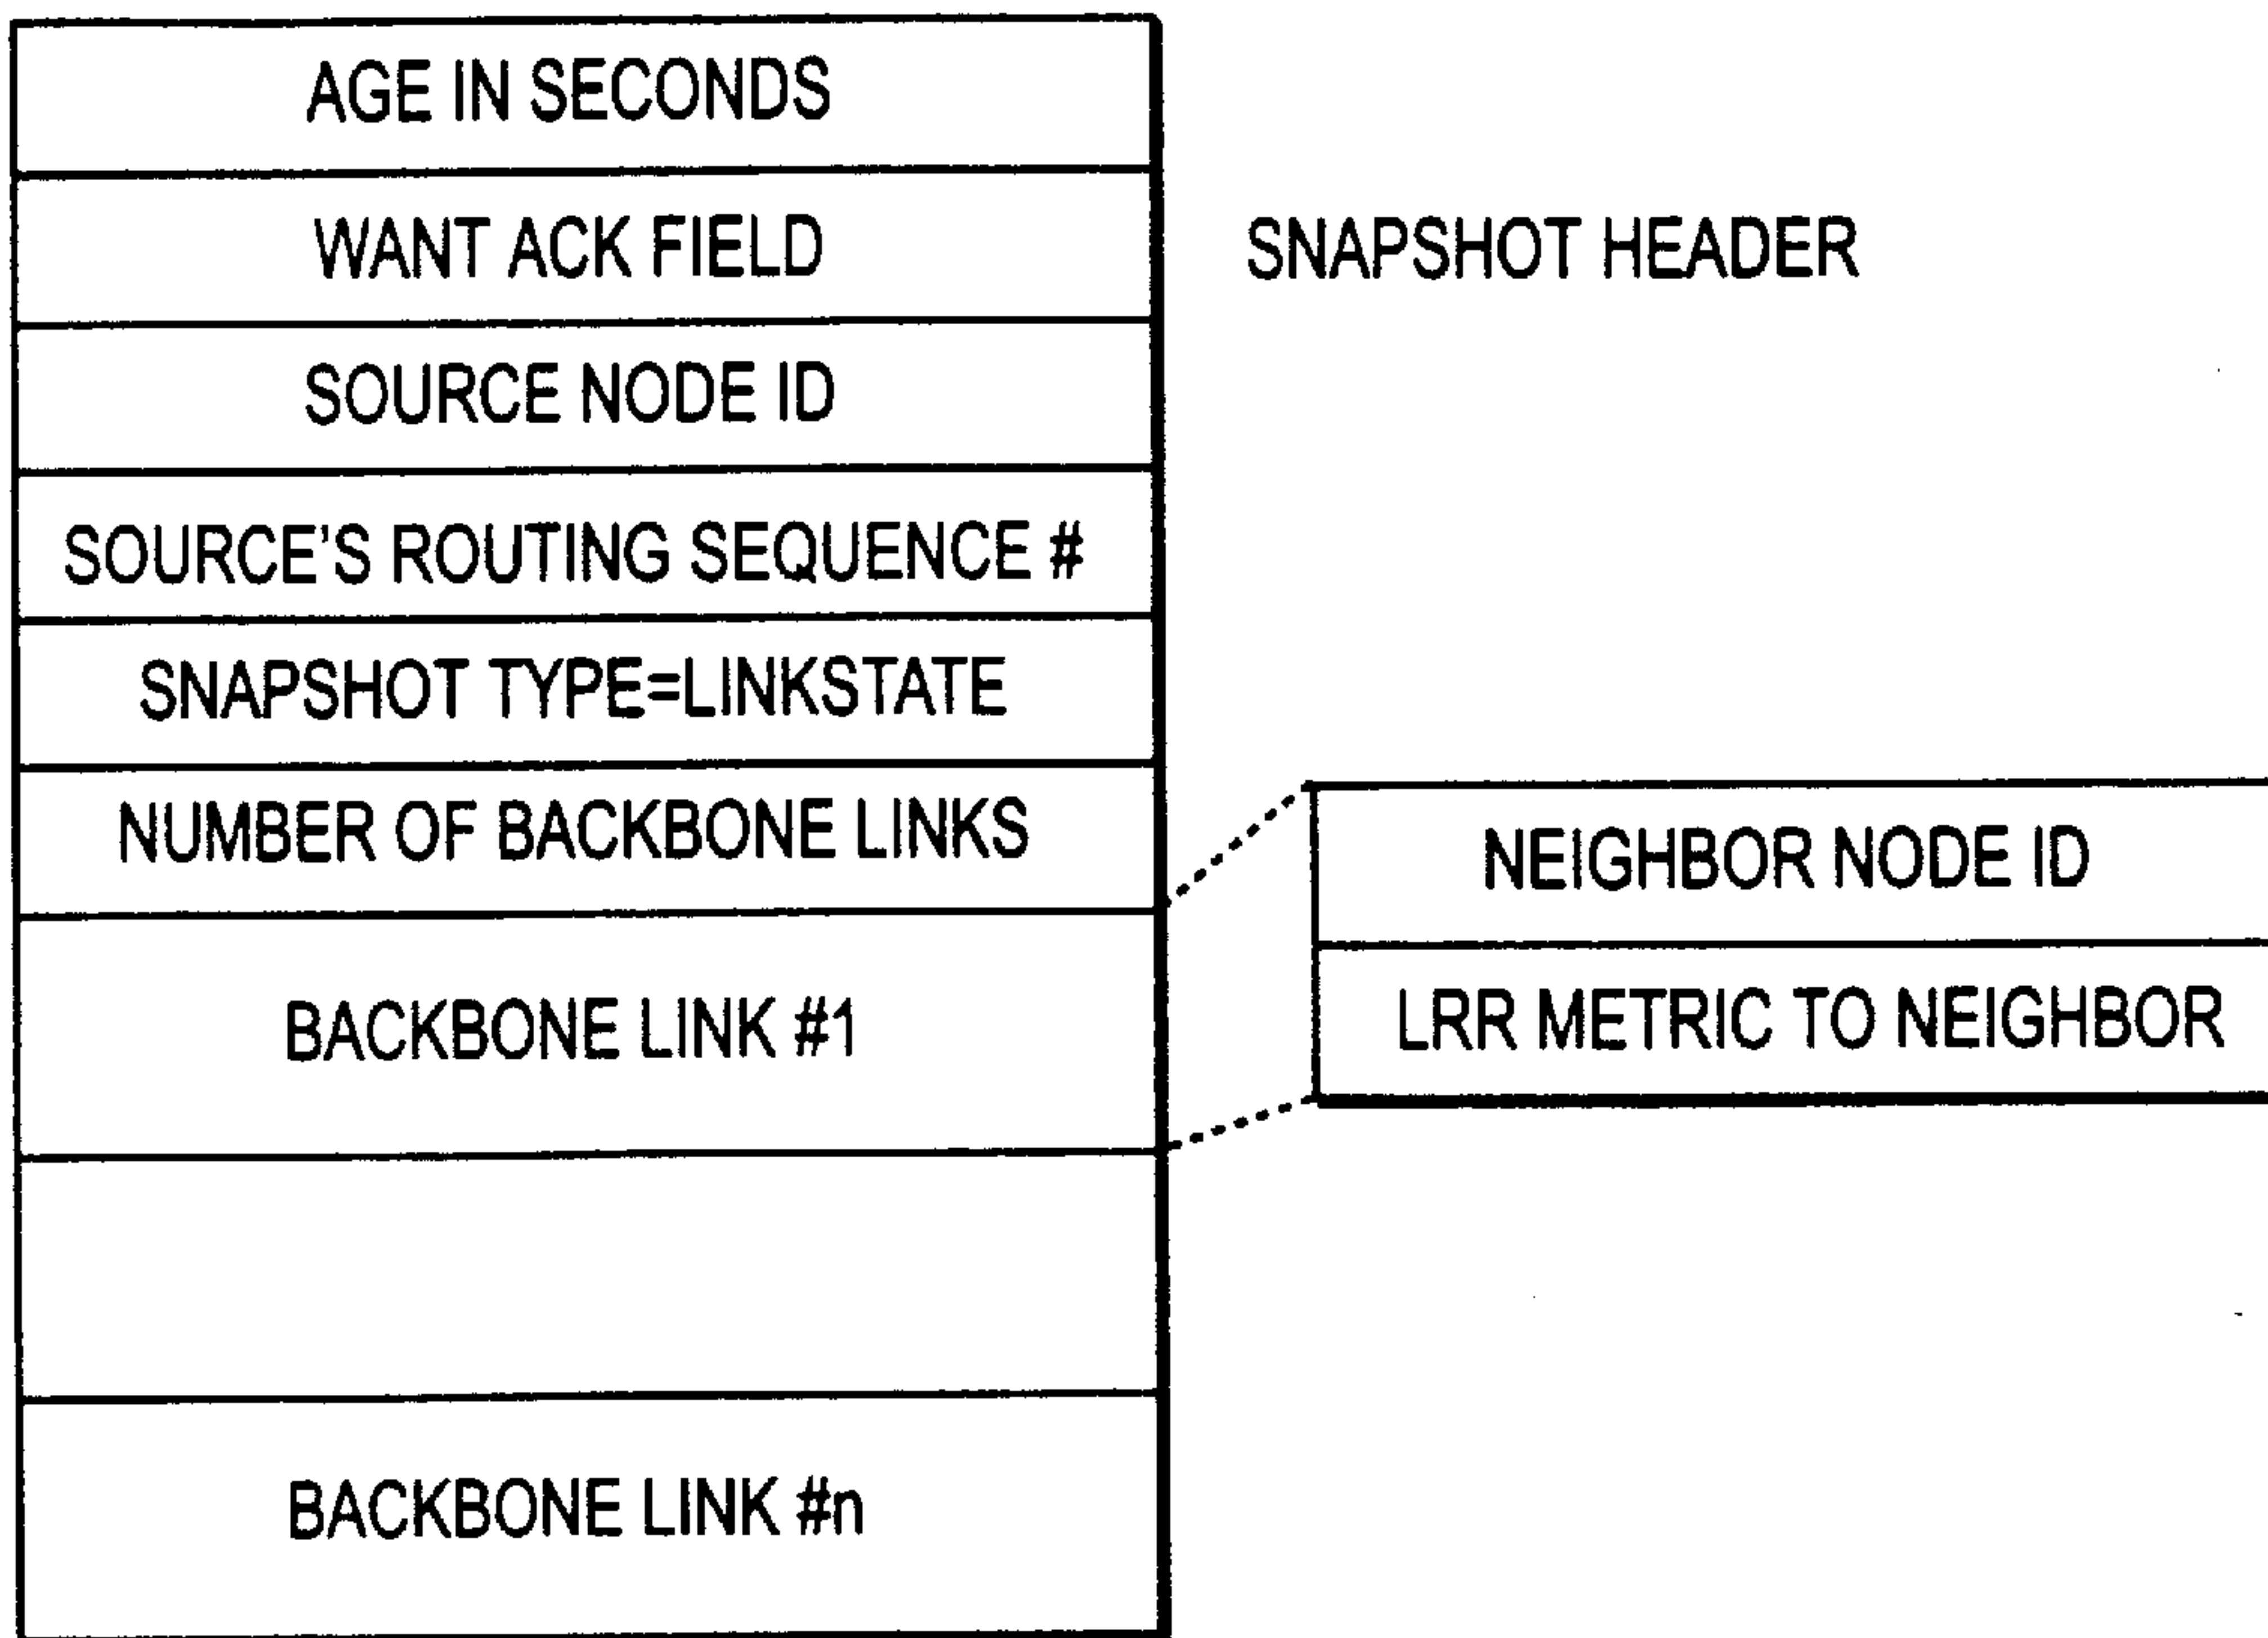 AGE IN SECONDS
WANT ACK FIELD
SNAPSHOT HEADER
SOURCE NODE ID
SOURCE'S ROUTING SEQUENCE #
SNAPSHOT TYPE=LINKSTATE
NUMBER OF BACKBONE LINKS
NEIGHBOR NODE ID
BACKBONE LINK #1
LRR METRIC TO NEIGHBOR
BACKBONE LINK #n